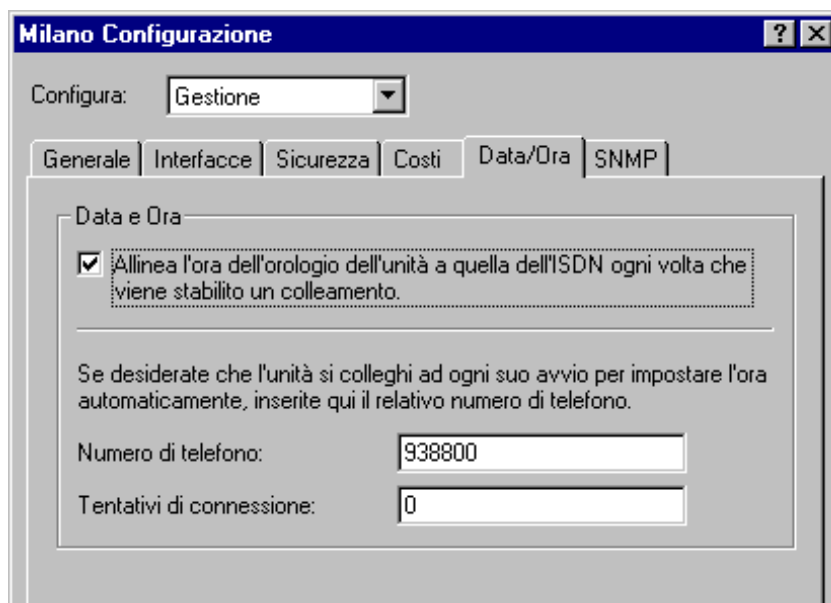 Milano Configurazione
Configura: Gestione
Generale Interfacce Sicurezza Costi Data/Ora SNMP
Data e Ora
Allinea l'ora dell'orologio dell'unità a quella dell'ISDN ogni volta che
viene stabilito un colleamento.
Se desiderate che l'unità si colleghi ad ogni suo avvio per impostare l'ora
automaticamente, inserite qui il relativo numero di telefono.
Numero di telefono: 938800
Tentativi di connessione: 0